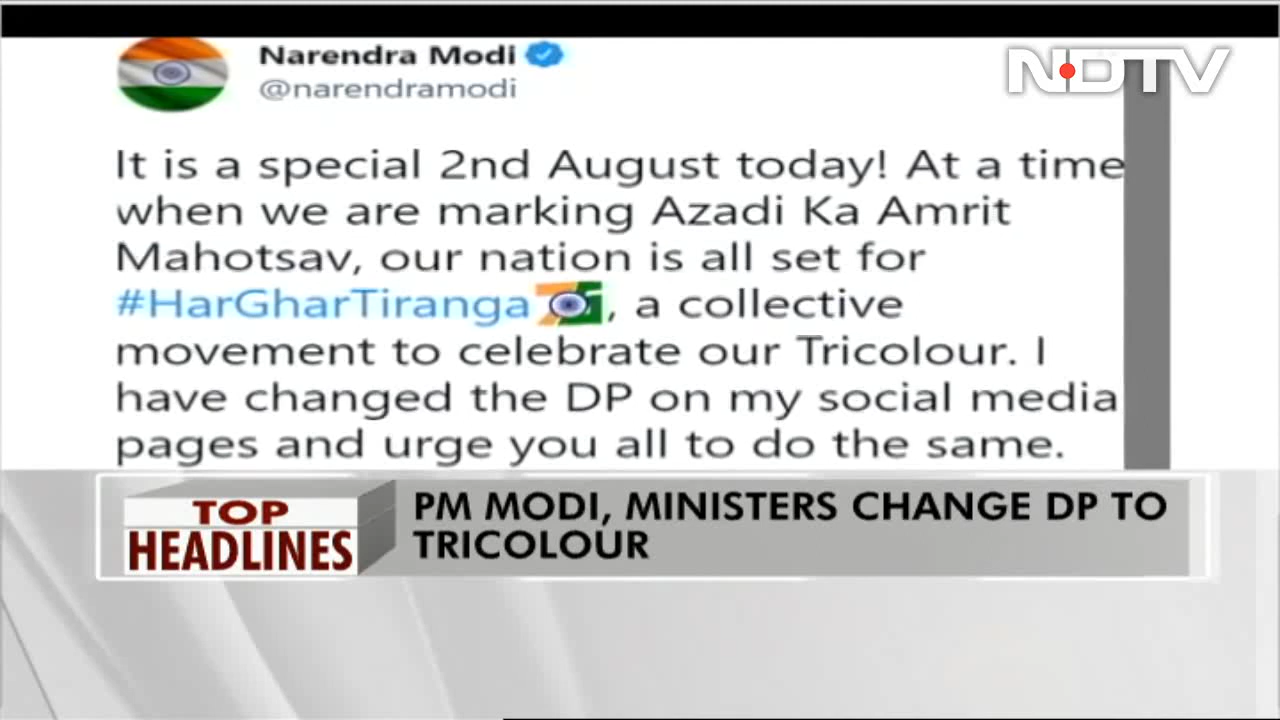 Narendra Modi
@narendramodi
NDTV
It is a special 2nd August today! At a time
when we are marking Azadi Ka Amrit
Mahotsav, our nation is all set for
#HarGharTiranga, a collective
movement to celebrate our Tricolour. I
have changed the DP on my social media
pages and urge you all to do the same.
TOP
HEADLINES
PM MODI, MINISTERS CHANGE DP TO
TRICOLOUR